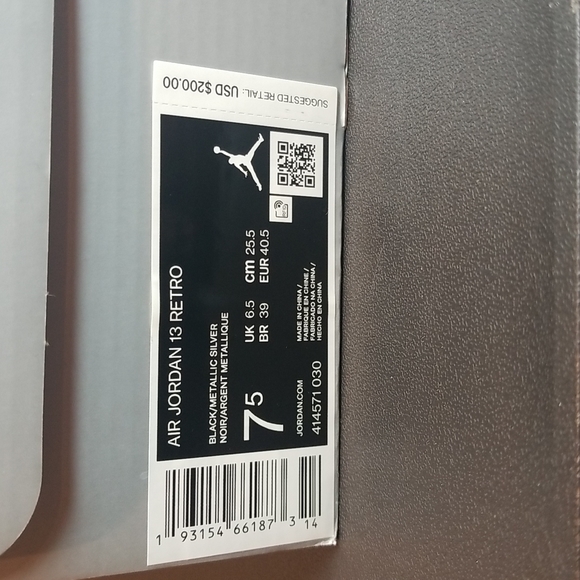 SUGGESTED RETAIL: USD $200.00
AIR JORDAN 13 RETRO
BLACK/METALLIC SILVER
NOIR/ARGENT METALLIQUE
7 5
UK 6.5 cm 25.5
BR 39 EUR 40.5
JORDAN.COM
414571 030
MADE IN CHINA /
FABRIQUE EN CHINE /
FABRICADO NA CHINA /
HECHO EN CHINA
1 93154 66187 3 14